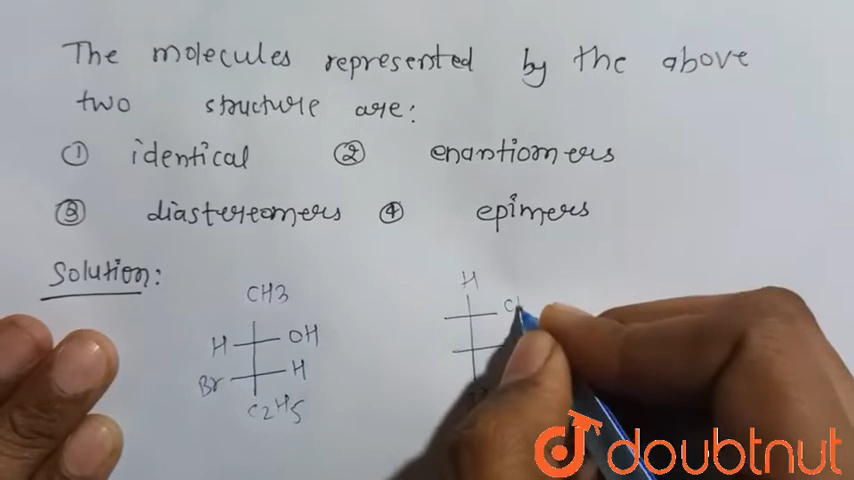 The molecules represented by the above
two structure are:
① identical ② enantiomers
③ diastereomers ④ epimers
Solution:
CH3
H OH
Br H
C2H5
H
doubtnut